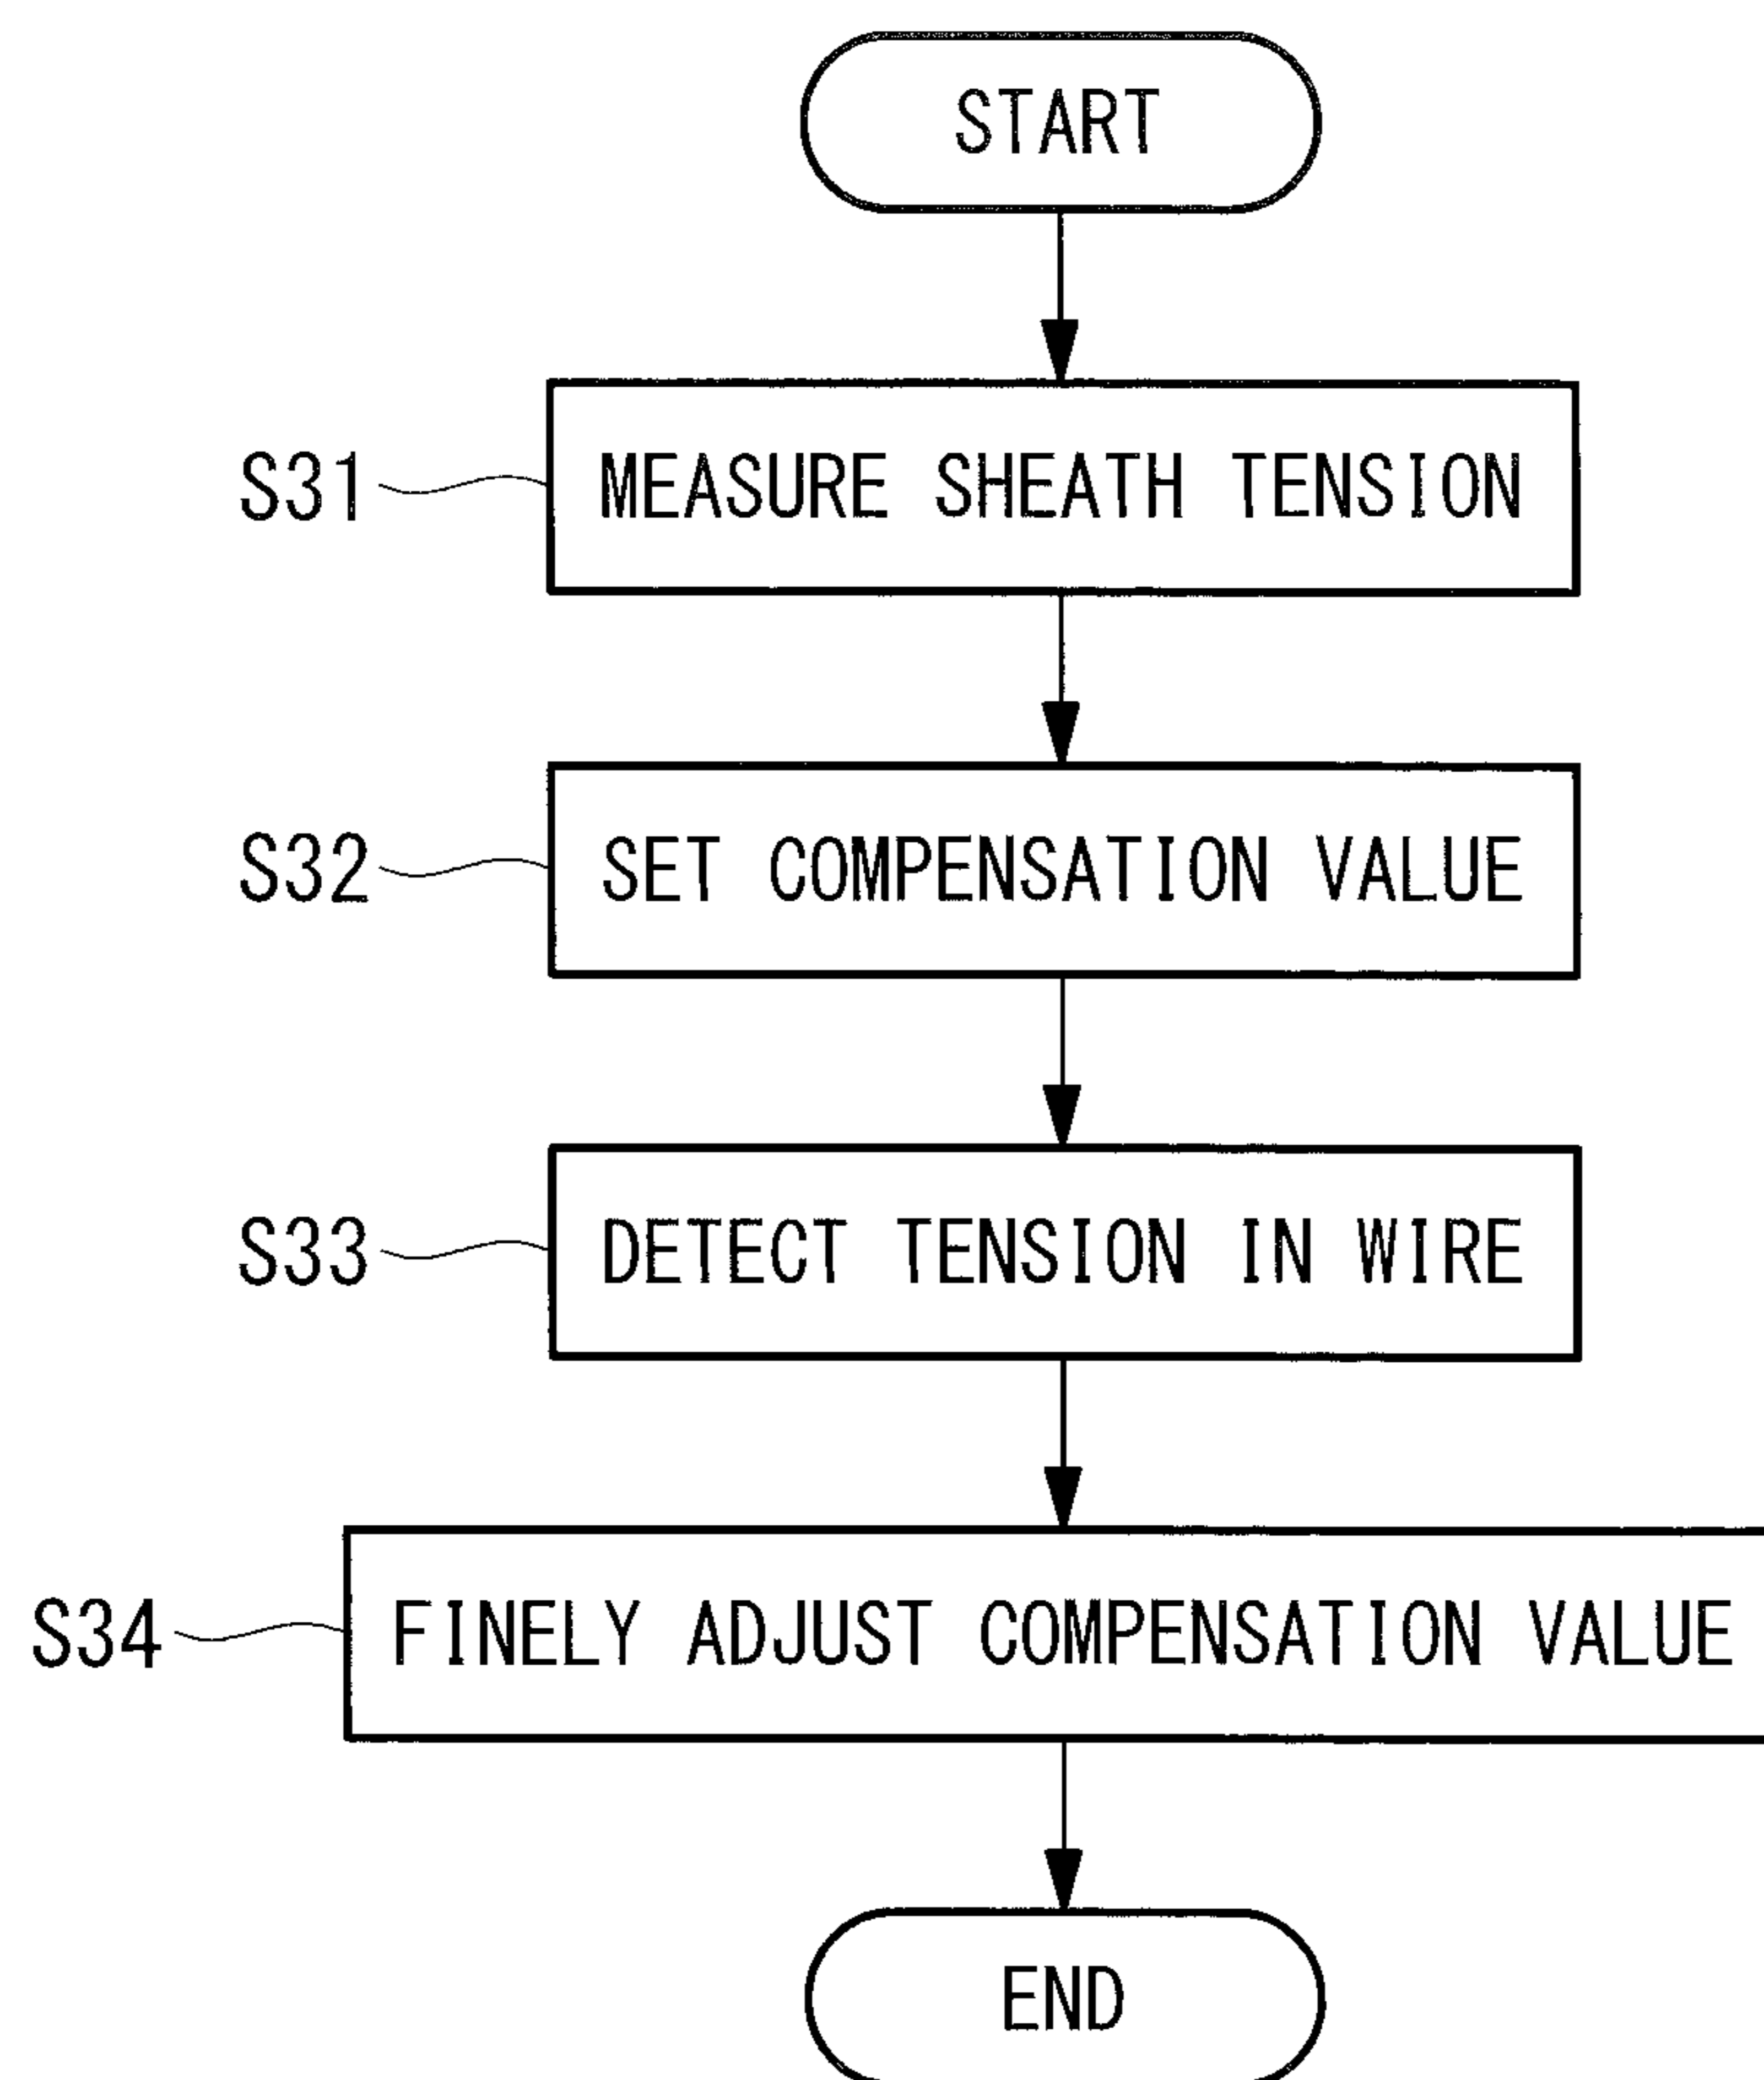 START
S31 MEASURE SHEATH TENSION
S32 SET COMPENSATION VALUE
S33 DETECT TENSION IN WIRE
S34 FINELY ADJUST COMPENSATION VALUE
END